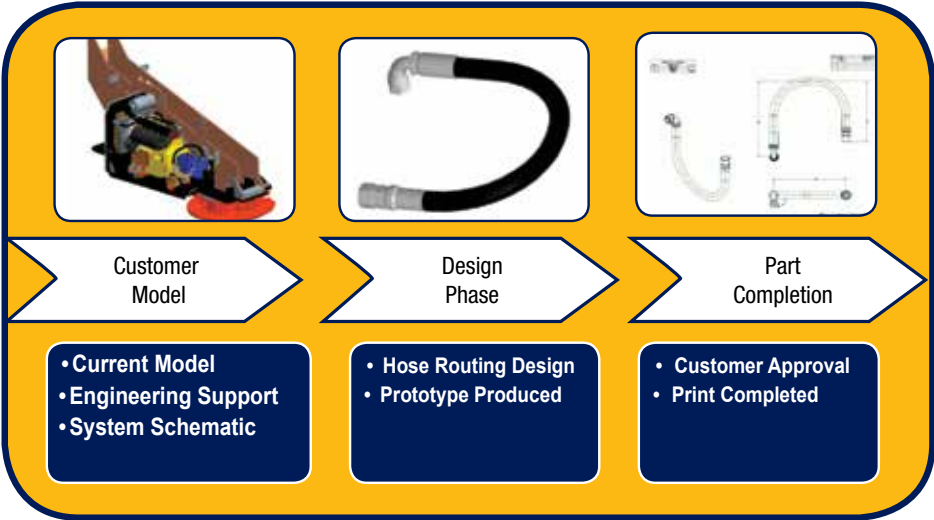 Customer
Model
Design
Phase
Part
Completion
•Current Model
•Engineering Support
•System Schematic
• Hose Routing Design
• Prototype Produced
• Customer Approval
• Print Completed